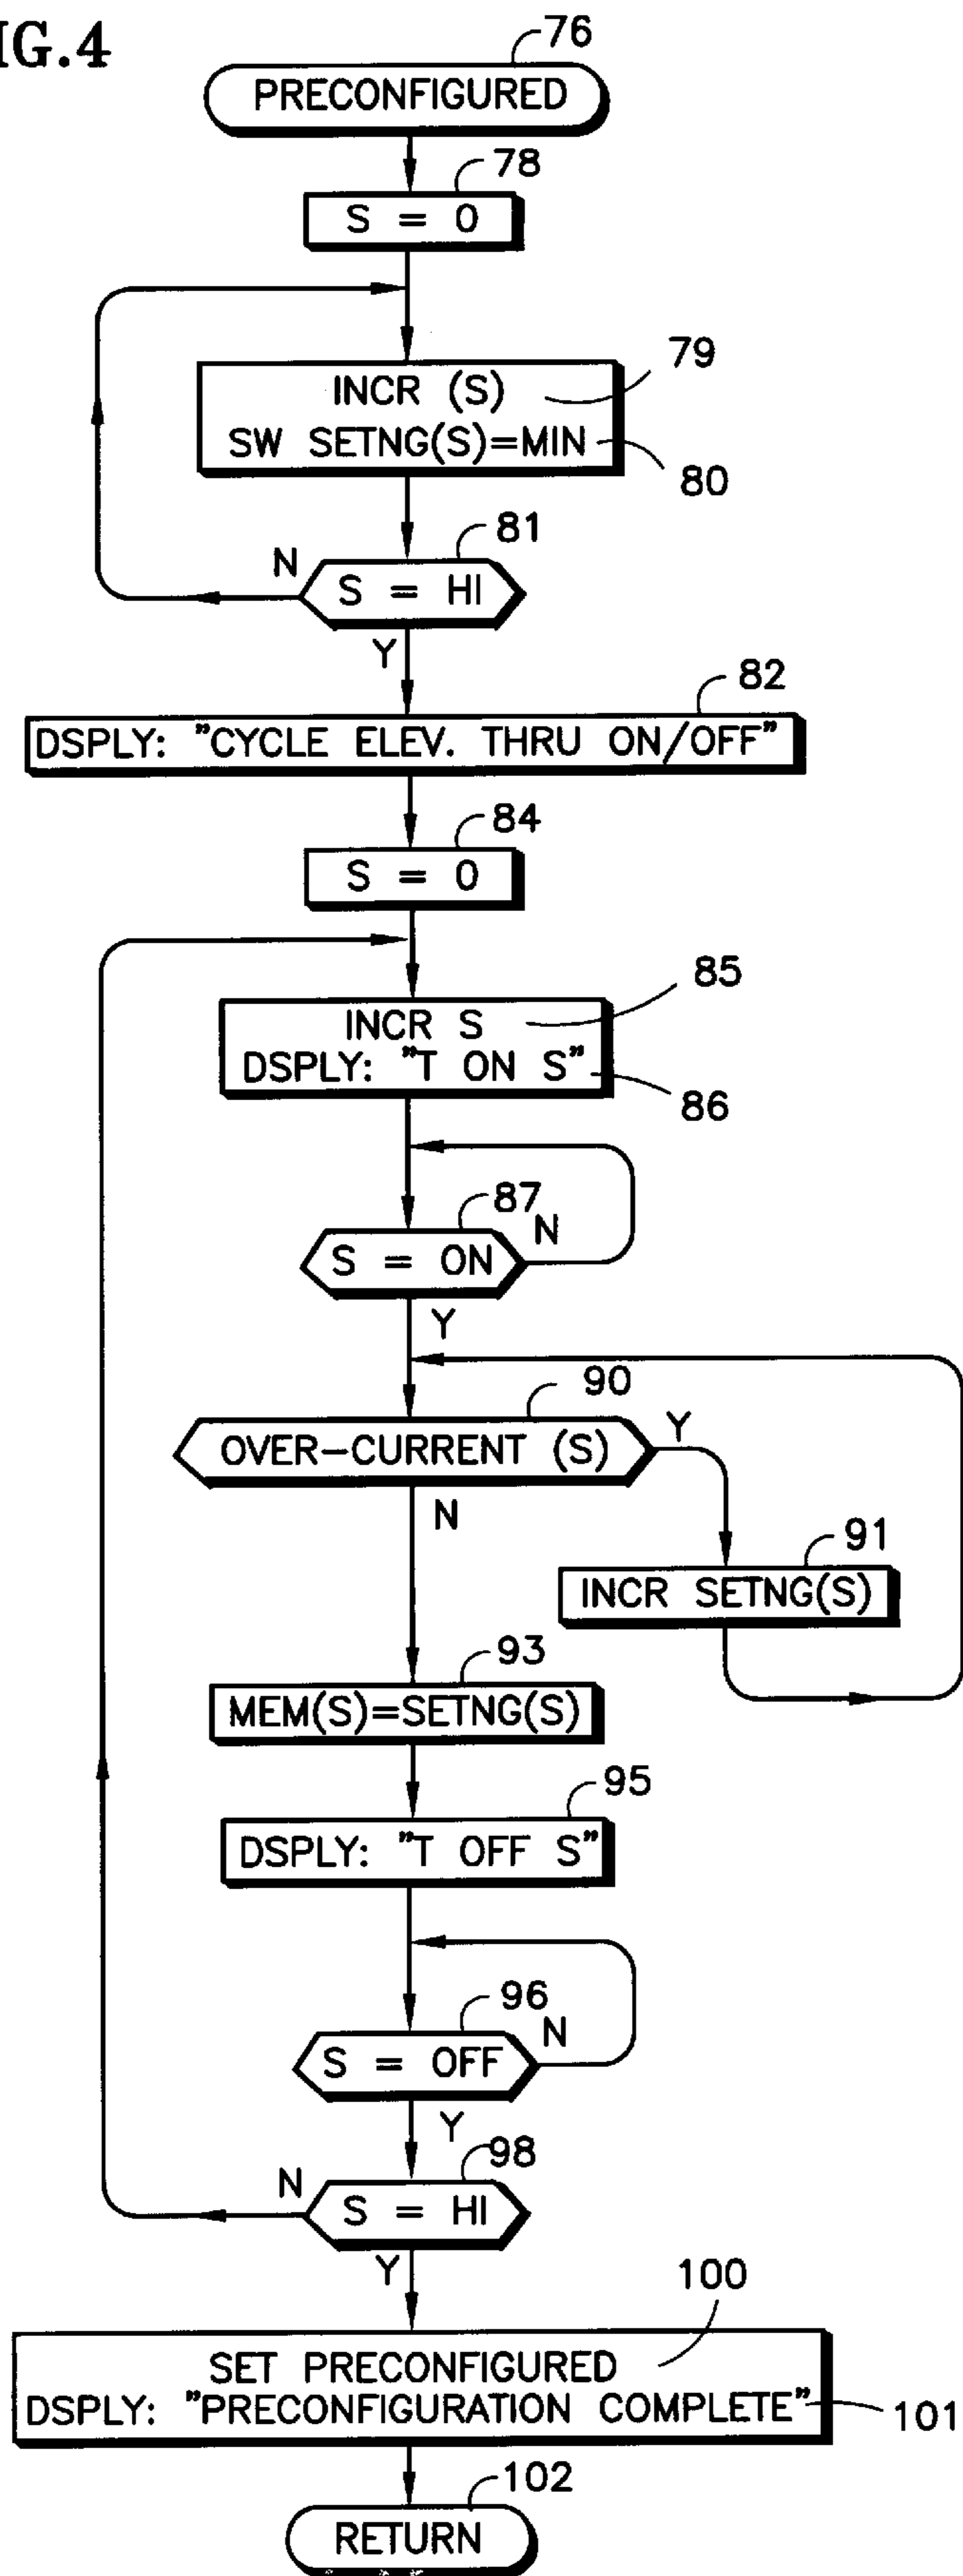 IG.4
76
PRECONFIGURED
78
S = 0
79
INCR (S)
SW SETNG(S)=MIN
80
81
N
S = HI
Y
82
DSPLY: "CYCLE ELEV. THRU ON/OFF"
84
S = 0
85
INCR S
DSPLY: "T ON S"
86
87
N
S = ON
Y
90
OVER-CURRENT (S)
Y
N
91
INCR SETNG(S)
93
MEM(S)=SETNG(S)
95
DSPLY: "T OFF S"
96
N
S = OFF
Y
98
N
S = HI
Y
100
SET PRECONFIGURED
DSPLY: "PRECONFIGURATION COMPLETE"
101
102
RETURN